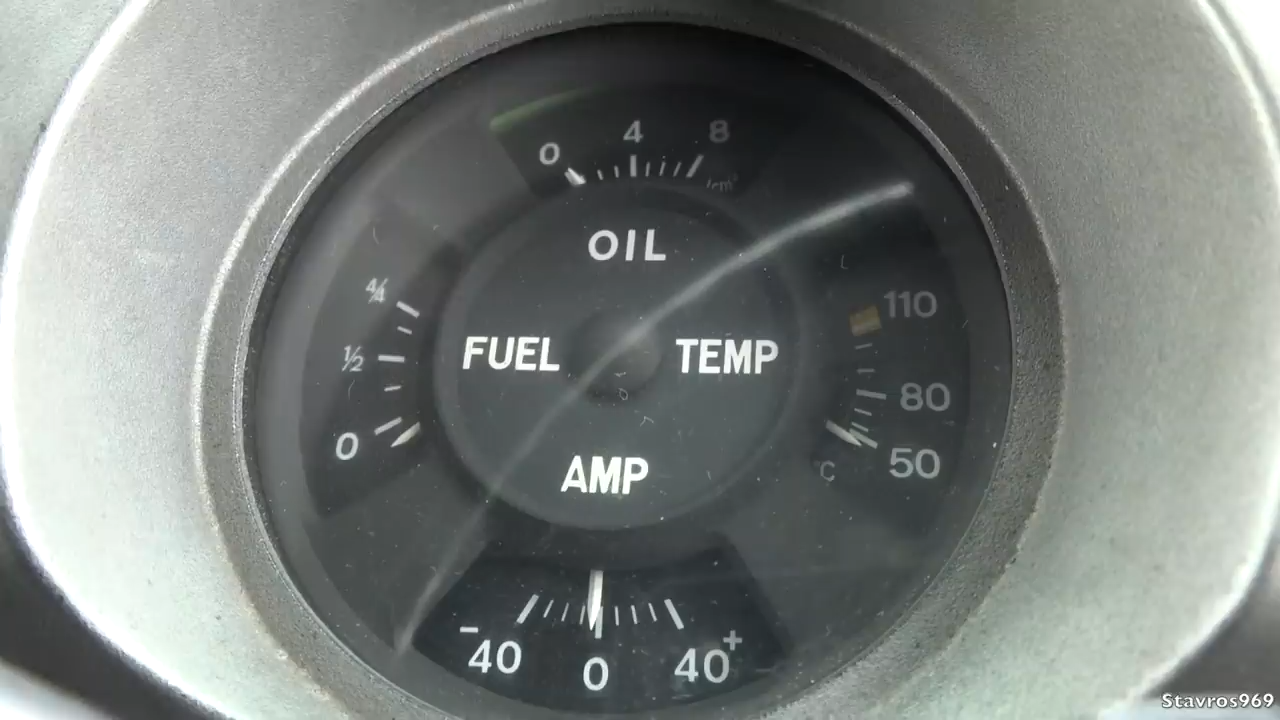 0 4 8
OIL
4/4
110
1/2
FUEL TEMP
80
0
50
C
AMP
- +
40 0 40
Stavros969